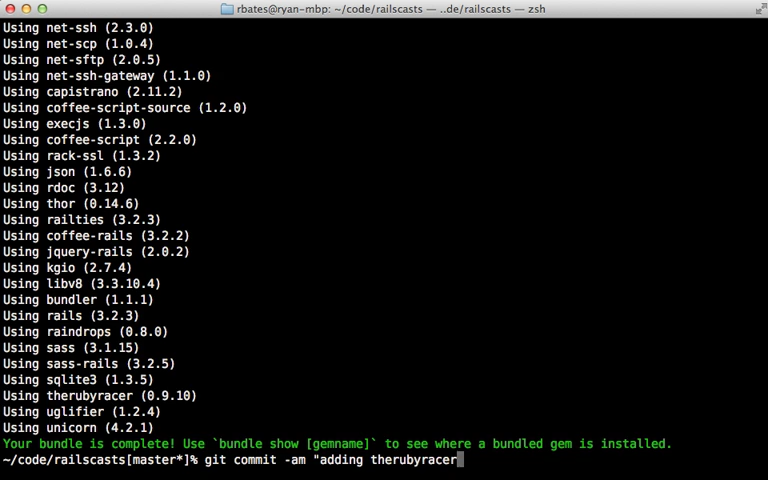 rbates@ryan-mbp: ~/code/railscasts — ..de/railscasts — zsh
Using net-ssh (2.3.0)
Using net-scp (1.0.4)
Using net-sftp (2.0.5)
Using net-ssh-gateway (1.1.0)
Using capistrano (2.11.2)
Using coffee-script-source (1.2.0)
Using execjs (1.3.0)
Using coffee-script (2.2.0)
Using rack-ssl (1.3.2)
Using json (1.6.6)
Using rdoc (3.12)
Using thor (0.14.6)
Using railties (3.2.3)
Using coffee-rails (3.2.2)
Using jquery-rails (2.0.2)
Using kgio (2.7.4)
Using libv8 (3.3.10.4)
Using bundler (1.1.1)
Using rails (3.2.3)
Using raindrops (0.8.0)
Using sass (3.1.15)
Using sass-rails (3.2.5)
Using sqlite3 (1.3.5)
Using therubyracer (0.9.10)
Using uglifier (1.2.4)
Using unicorn (4.2.1)
Your bundle is complete! Use `bundle show [gemname]` to see where a bundled gem is installed.
~/code/railscasts[master*]% git commit -am "adding therubyracer